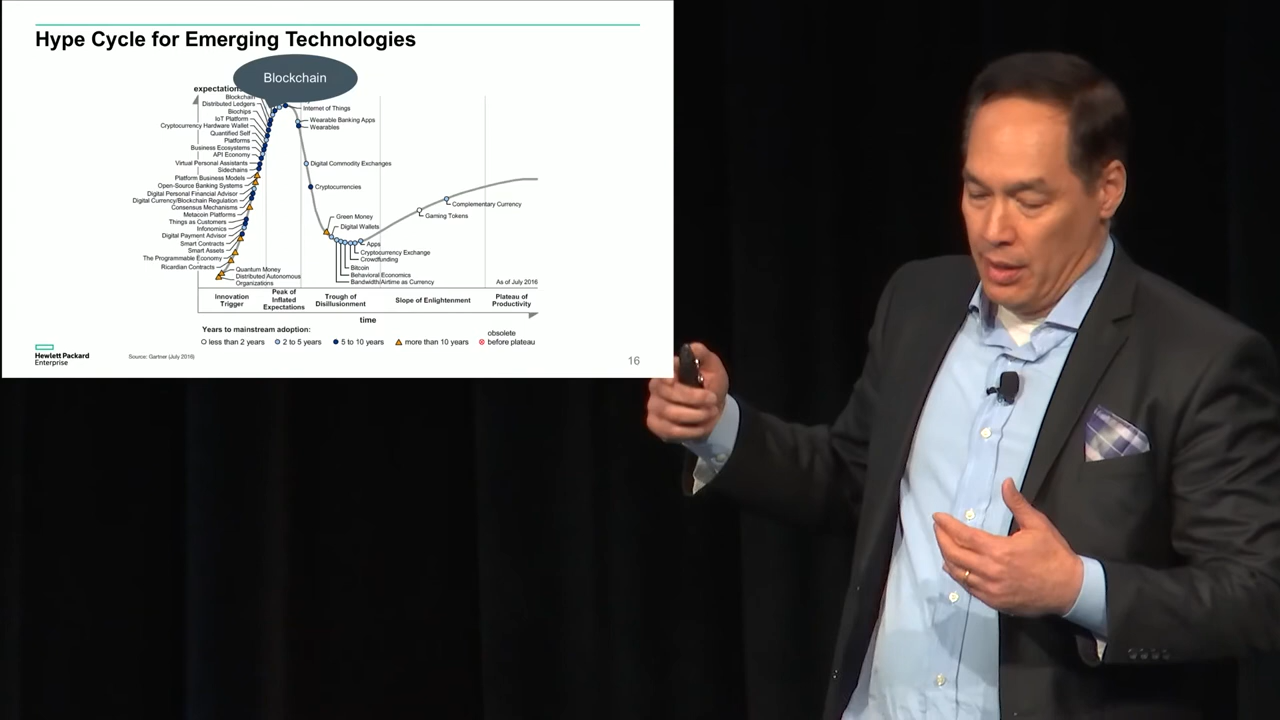 Hype Cycle for Emerging Technologies
Blockchain
expectations
Blockchain
Distributed Ledgers
Biochips
IoT Platform
Cryptocurrency Hardware Wallet
Quantified Self
Platforms
Business Ecosystems
API Economy
Virtual Personal Assistants
Sidechains
Platform Business Models
Open-Source Banking Systems
Digital Personal Financial Advisor
Digital Currency/Blockchain Regulation
Consensus Mechanisms
Metacoin Platforms
Things as Customers
Infonomics
Digital Payment Advisor
Smart Contracts
Smart Assets
The Programmable Economy
Ricardian Contracts
Quantum Money
Distributed Autonomous
Organizations
Internet of Things
Wearable Banking Apps
Wearables
Digital Commodity Exchanges
Cryptocurrencies
Green Money
Digital Wallets
Apps
Cryptocurrency Exchange
Crowdfunding
Bitcoin
Behavioral Economics
Bandwidth/Airtime as Currency
Gaming Tokens
Complementary Currency
As of July 2016
Innovation
Trigger
Peak of
Inflated
Expectations
Trough of
Disillusionment
Slope of Enlightenment
Plateau of
Productivity
time
Years to mainstream adoption:
less than 2 years
2 to 5 years
5 to 10 years
more than 10 years
obsolete
before plateau
Hewlett Packard
Enterprise
Source: Gartner (July 2016)
16